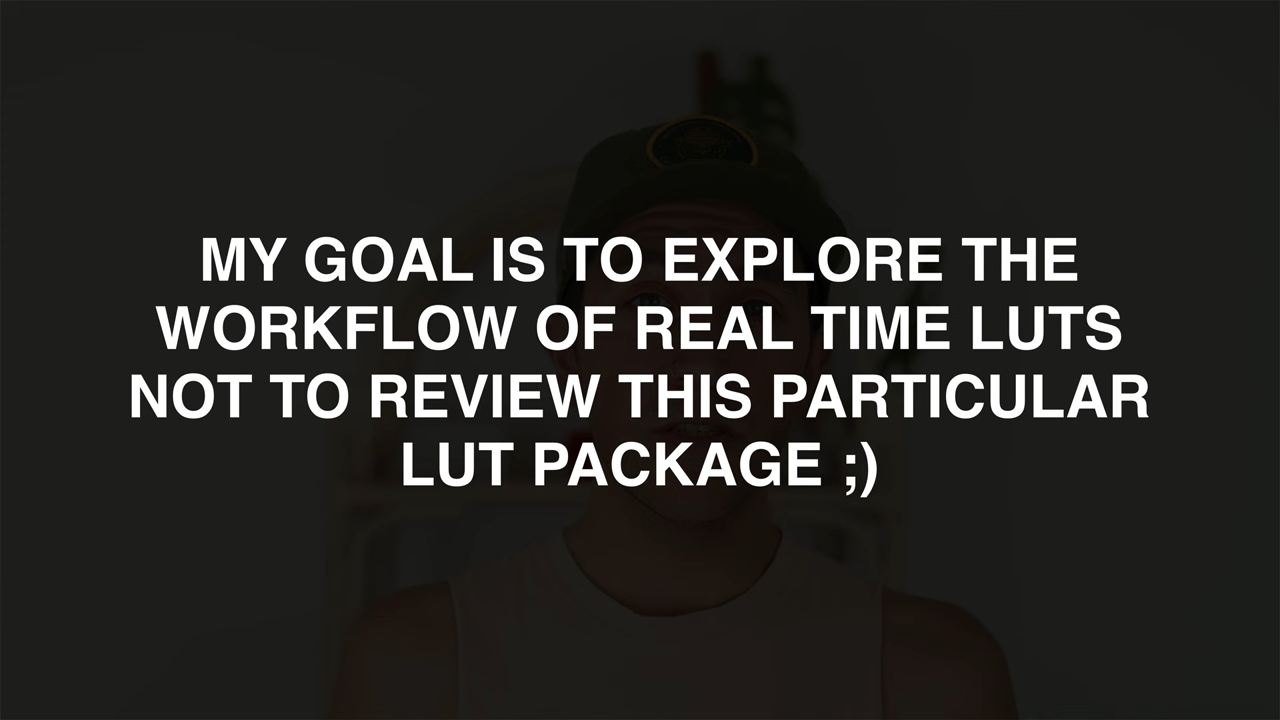 MY GOAL IS TO EXPLORE THE
WORKFLOW OF REAL TIME LUTS
NOT TO REVIEW THIS PARTICULAR
LUT PACKAGE ;)